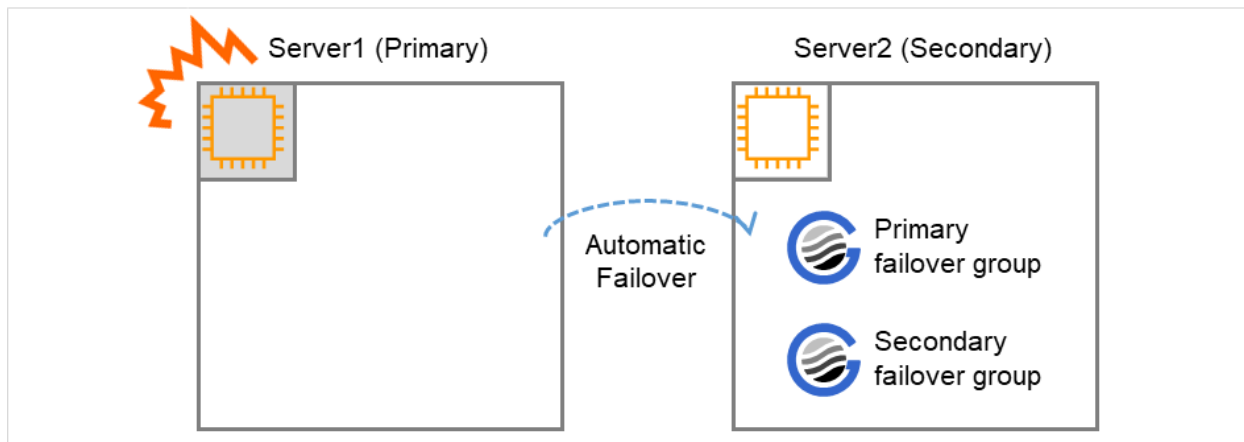 Server1 (Primary)
Server2 (Secondary)
Automatic
Failover
Primary
failover group
Secondary
failover group